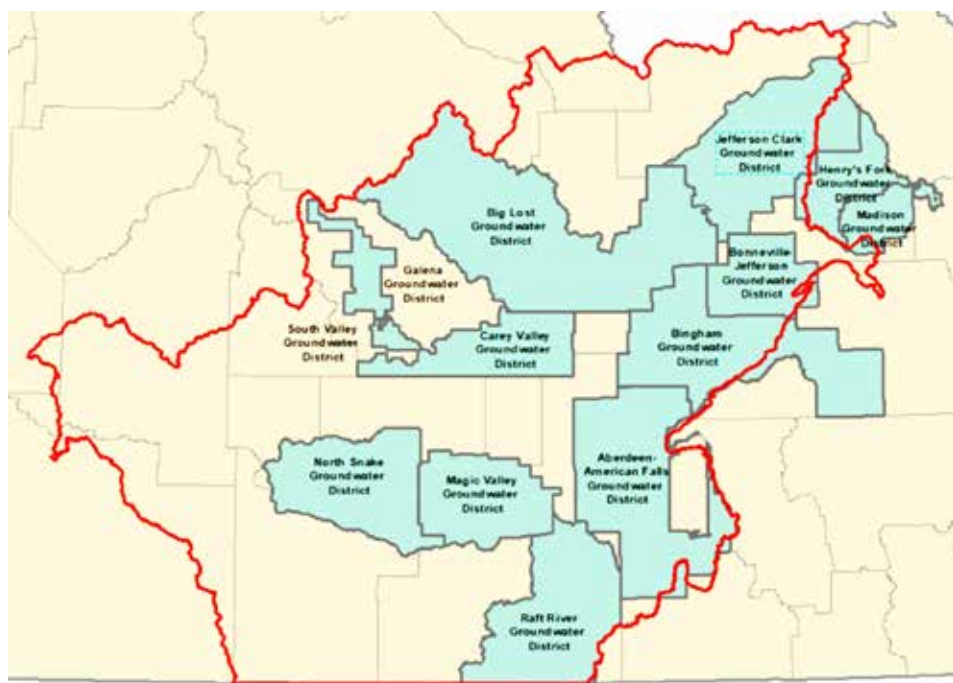 Jefferson Clark
Groundwater
District
Henry's Fork
Groundwater
District
Madison
Groundwater
District
Big Lost
Groundwater
District
Bonneville-
Jefferson
Groundwater
District
Galena
Groundwater
District
South Valley
Groundwater
District
Carey Valley
Groundwater
District
Bingham
Groundwater
District
North Snake
Groundwater
District
Magic Valley
Groundwater
District
Aberdeen-
American Falls
Groundwater
District
Raft River
Groundwater
District